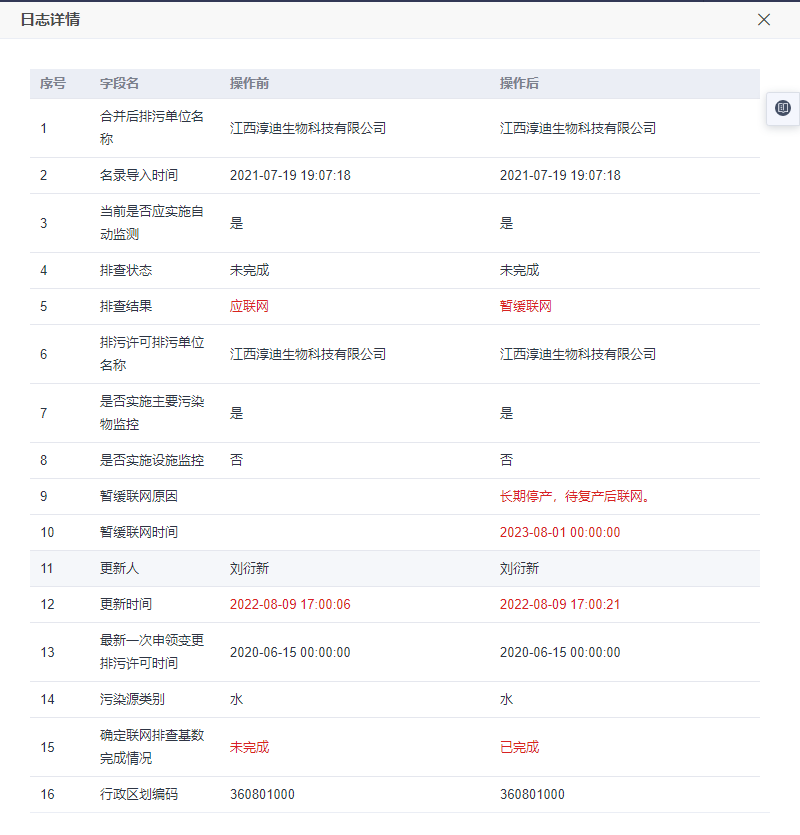 日志详情
序号 字段名 操作前 操作后
合并后排污单位名
1 江西淳迪生物科技有限公司 江西淳迪生物科技有限公司
称
2 名录导入时间 2021-07-19 19:07:18 2021-07-19 19:07:18
当前是否应实施自
3 是 是
动监测
4 排查状态 未完成 未完成
5 排查结果 应联网 暂缓联网
排污许可排污单位
6 江西淳迪生物科技有限公司 江西淳迪生物科技有限公司
名称
是否实施主要污染
7 是 是
物监控
8 是否实施设施监控 否 否
9 暂缓联网原因 长期停产，待复产后联网。
10 暂缓联网时间 2023-08-01 00:00:00
11 更新人 刘衍新 刘衍新
12 更新时间 2022-08-09 17:00:06 2022-08-09 17:00:21
最新一次申领变更
13 2020-06-15 00:00:00 2020-06-15 00:00:00
排污许可时间
14 污染源类别 水 水
确定联网排查基数
15 未完成 已完成
完成情况
16 行政区划编码 360801000 360801000